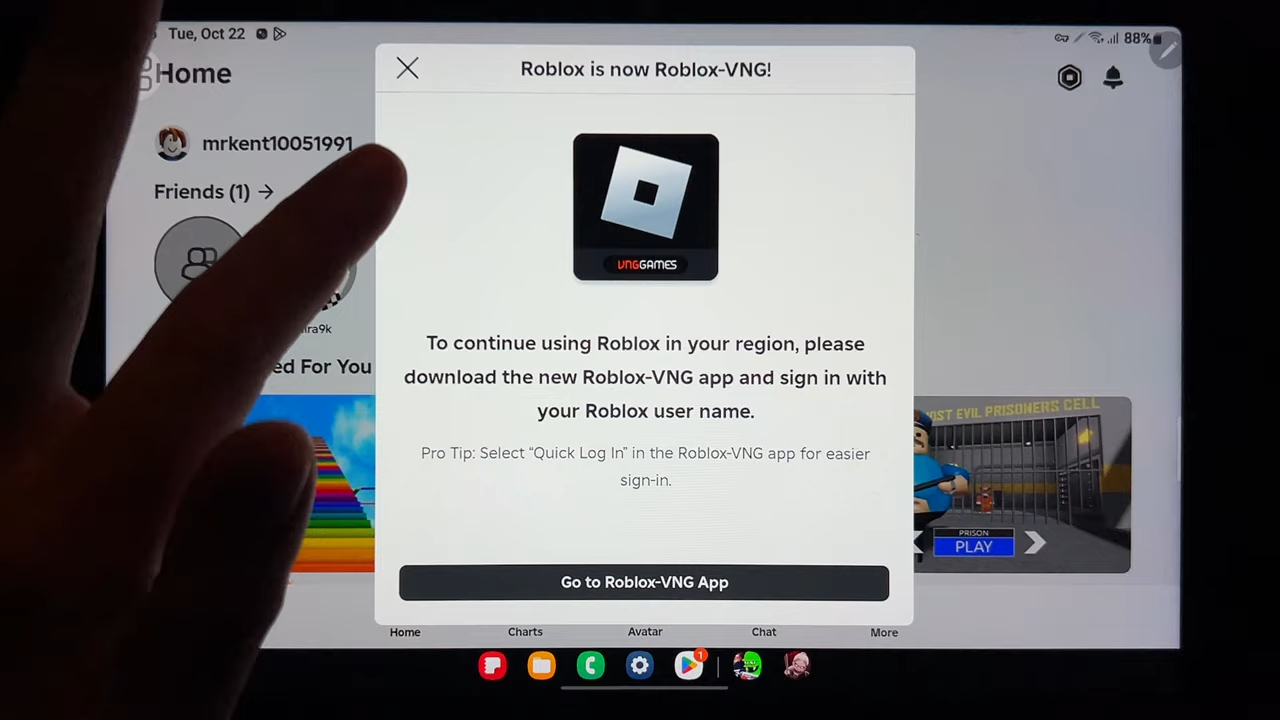 Tue, Oct 22
88%
Home
Roblox is now Roblox-VNG!
mrkent10051991
Friends (1) →
VNGGAMES
ra9k
ed For You
To continue using Roblox in your region, please
download the new Roblox-VNG app and sign in with
your Roblox user name.
Pro Tip: Select “Quick Log In” in the Roblox-VNG app for easier
sign-in.
OST EVIL PRISONERS CELL
PRISON
PLAY
Go to Roblox-VNG App
Home
Charts
Avatar
Chat
More
1